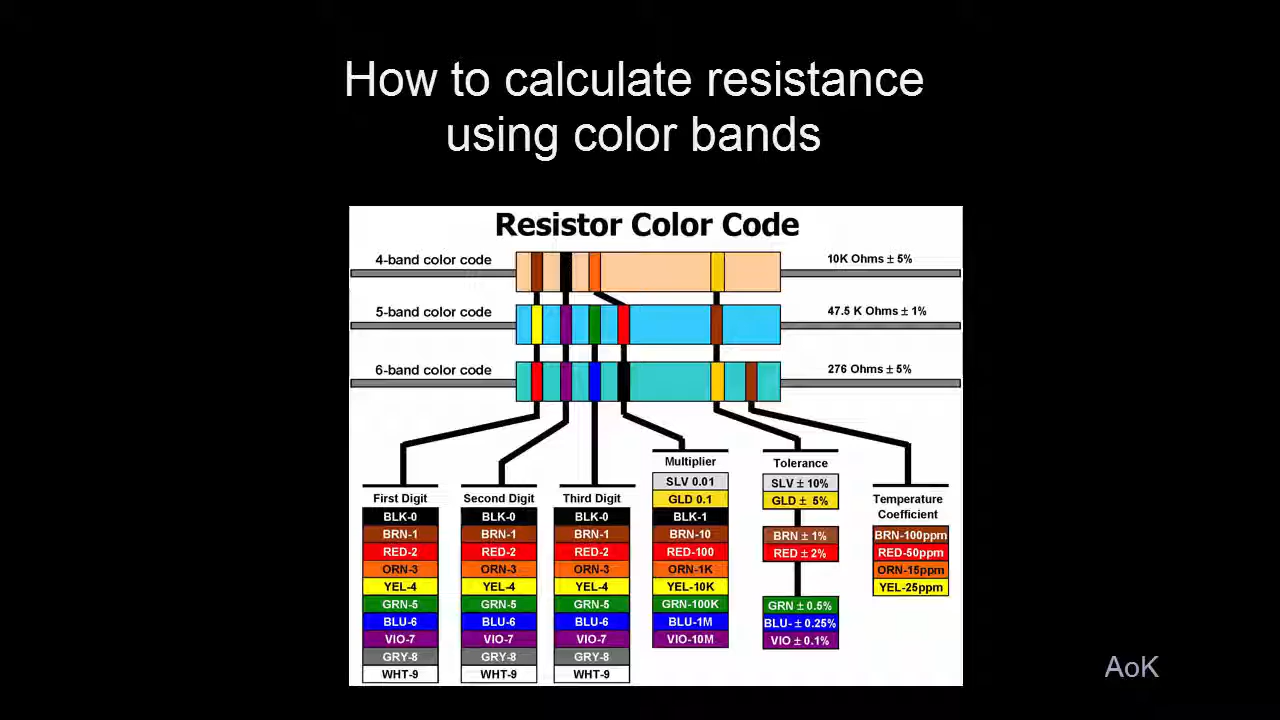 How to calculate resistance
using color bands
Resistor Color Code
4-band color code
10K Ohms ± 5%
5-band color code
47.5 K Ohms ± 1%
6-band color code
276 Ohms ± 5%
First Digit
BLK-0
BRN-1
RED-2
ORN-3
YEL-4
GRN-5
BLU-6
VIO-7
GRY-8
WHT-9
Second Digit
BLK-0
BRN-1
RED-2
ORN-3
YEL-4
GRN-5
BLU-6
VIO-7
GRY-8
WHT-9
Third Digit
BLK-0
BRN-1
RED-2
ORN-3
YEL-4
GRN-5
BLU-6
VIO-7
GRY-8
WHT-9
Multiplier
SLV 0.01
GLD 0.1
BLK-1
BRN-10
RED-100
ORN-1K
YEL-10K
GRN-100K
BLU-1M
VIO-10M
Tolerance
SLV ± 10%
GLD ± 5%
BRN ± 1%
RED ± 2%
GRN ± 0.5%
BLU- ± 0.25%
VIO ± 0.1%
Temperature
Coefficient
BRN-100ppm
RED-50ppm
ORN-15ppm
YEL-25ppm
AoK